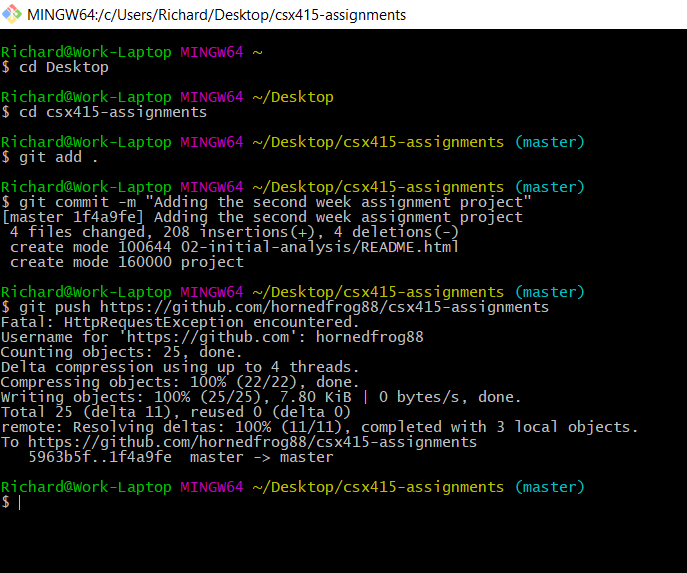 MINGW64:/c/Users/Richard/Desktop/csx415-assignments
Richard@Work-Laptop MINGW64 ~
$ cd Desktop
Richard@Work-Laptop MINGW64 ~/Desktop
$ cd csx415-assignments
Richard@Work-Laptop MINGW64 ~/Desktop/csx415-assignments (master)
$ git add .
Richard@Work-Laptop MINGW64 ~/Desktop/csx415-assignments (master)
$ git commit -m "Adding the second week assignment project"
[master 1f4a9fe] Adding the second week assignment project
 4 files changed, 208 insertions(+), 4 deletions(-)
 create mode 100644 02-initial-analysis/README.html
 create mode 160000 project
Richard@Work-Laptop MINGW64 ~/Desktop/csx415-assignments (master)
$ git push https://github.com/hornedfrog88/csx415-assignments
Fatal: HttpRequestException encountered.
Username for 'https://github.com': hornedfrog88
Counting objects: 25, done.
Delta compression using up to 4 threads.
Compressing objects: 100% (22/22), done.
Writing objects: 100% (25/25), 7.80 KiB | 0 bytes/s, done.
Total 25 (delta 11), reused 0 (delta 0)
remote: Resolving deltas: 100% (11/11), completed with 3 local objects.
To https://github.com/hornedfrog88/csx415-assignments
   5963b5f..1f4a9fe  master -> master
Richard@Work-Laptop MINGW64 ~/Desktop/csx415-assignments (master)
$